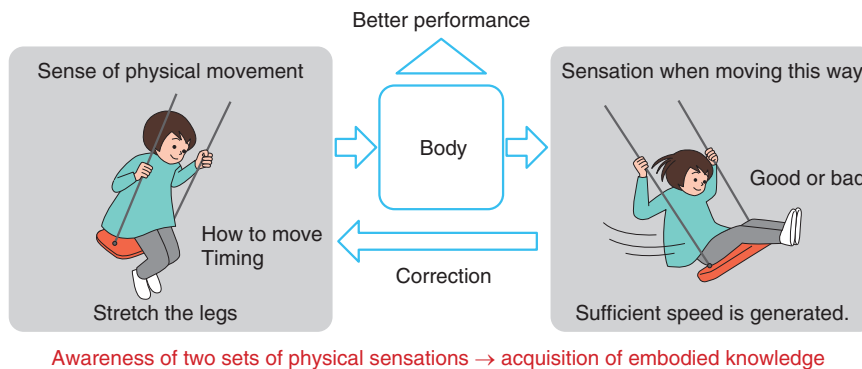 Better performance
Sense of physical movement
How to move
Timing
Stretch the legs
Body
Correction
Sensation when moving this way
Good or bad
Sufficient speed is generated.
Awareness of two sets of physical sensations → acquisition of embodied knowledge